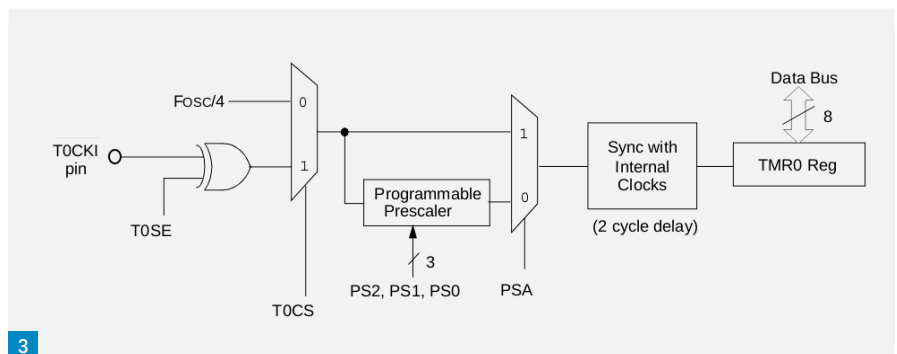 Data Bus
8
Fosc/4
0
T0CKI
pin
1
1
Sync with
Internal
Clocks
TMR0 Reg
Programmable
Prescaler
0
T0SE
(2 cycle delay)
3
PS2, PS1, PS0
PSA
T0CS
3